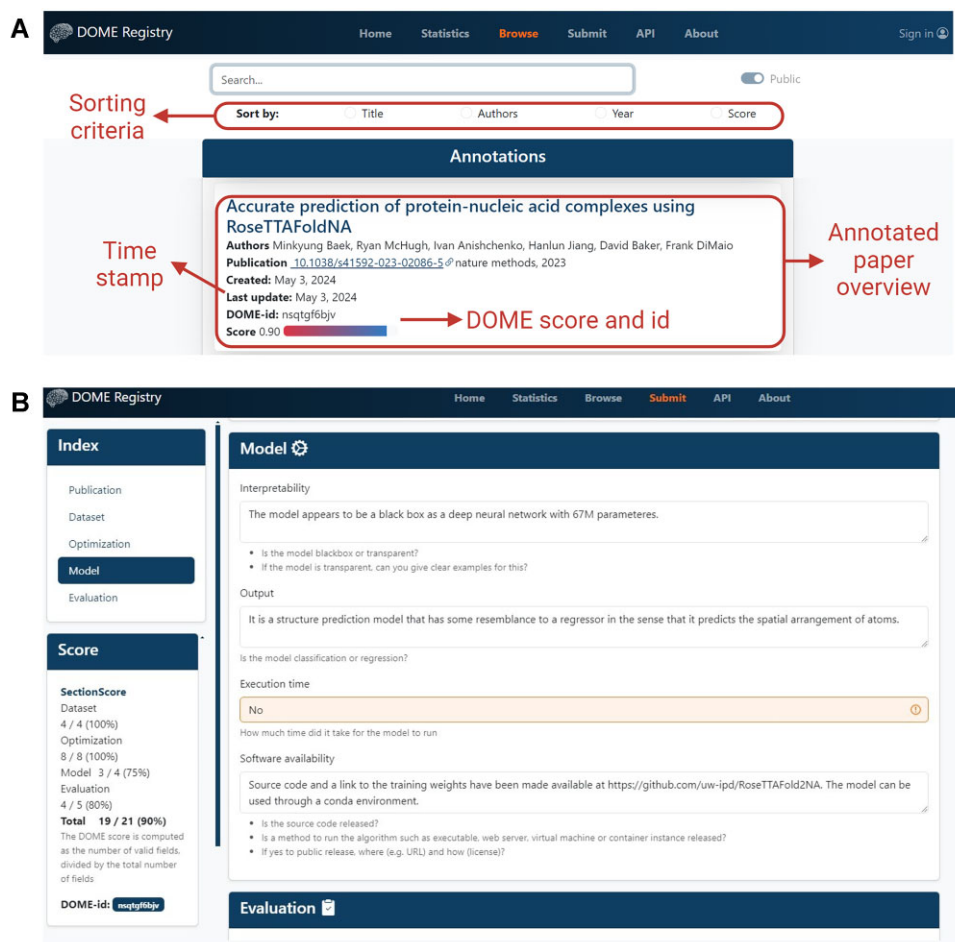 A
DOME Registry
Home Statistics Browse Submit API About
Sign in
Search...
Public
Sorting criteria
Sort by: Title Authors Year Score
Annotations
Accurate prediction of protein-nucleic acid complexes using
RoseTTAFoldNA
Authors Minkyung Baek, Ryan McHugh, Ivan Anishchenko, Hanlun Jiang, David Baker, Frank DiMaio
Publication 10.1038/s41592-023-02086-5 nature methods, 2023
Created: May 3, 2024
Last update: May 3, 2024
DOME-id: nsqtgf6bjv
Score 0.90
Time
stamp
DOME score and id
Annotated
paper
overview
B
DOME Registry
Home Statistics Browse Submit API About
Index
Publication
Dataset
Optimization
Model
Evaluation
Score
SectionScore
Dataset
4 / 4 (100%)
Optimization
8 / 8 (100%)
Model 3 / 4 (75%)
Evaluation
4 / 5 (80%)
Total 19 / 21 (90%)
The DOME score is computed
as the number of valid fields,
divided by the total number
of fields
DOME-id: nsqtgf6bjv
Model
Interpretability
The model appears to be a black box as a deep neural network with 67M parameteres.
• Is the model blackbox or transparent?
• If the model is transparent, can you give clear examples for this?
Output
It is a structure prediction model that has some resemblance to a regressor in the sense that it predicts the spatial arrangement of atoms.
Is the model classification or regression?
Execution time
No
How much time did it take for the model to run
Software availability
Source code and a link to the training weights have been made available at https://github.com/uw-ipd/RoseTTAFold2NA. The model can be
used through a conda environment.
• Is the source code released?
• Is a method to run the algorithm such as executable, web server, virtual machine or container instance released?
• If yes to public release, where (e.g. URL) and how (license)?
Evaluation